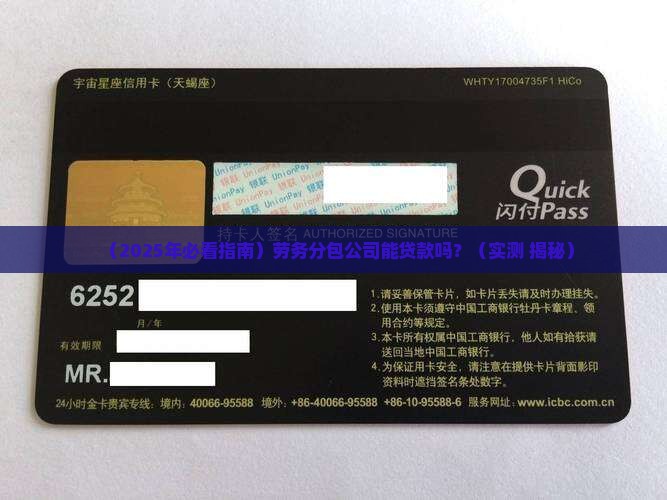 宇宙星座信用卡（天蝎座）
WHTY17004735F1 HiCo
银联 UnionPay 银联 UnionPay
Quick
闪付Pass
持卡人签名 AUTHORIZED SIGNATURE
（2025年必看指南）劳务分包公司能贷款吗？（实测 揭秘）
6252
月/年
有效期限
MR.
1.请妥善保管卡片，如卡片丢失请及时办理挂失。
2.使用本卡须遵守中国工商银行牡丹卡章程、领
用合约等规定。
3.本卡所有权属中国工商银行，他人如有拾获请
送回当地中国工商银行。
4.为保证用卡安全，请注意在提供卡片背面影印
资料时遮挡签名条处数字。
24小时金卡贵宾专线：境内：40066-95588 境外：+86-40066-95588 +86-10-95588-6 服务网址：www.icbc.com.cn